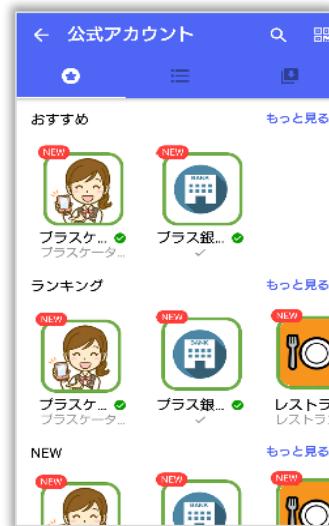 公式アカウント
おすすめ
もっと見る
NEW
NEW
BANK
プラスケ...
プラス銀...
プラスケータ...
ランキング
もっと見る
NEW
NEW
NEW
BANK
プラスケ...
プラス銀...
レストラ
プラスケータ...
レストラ
NEW
もっと見る
NEW
NEW
NEW
BANK